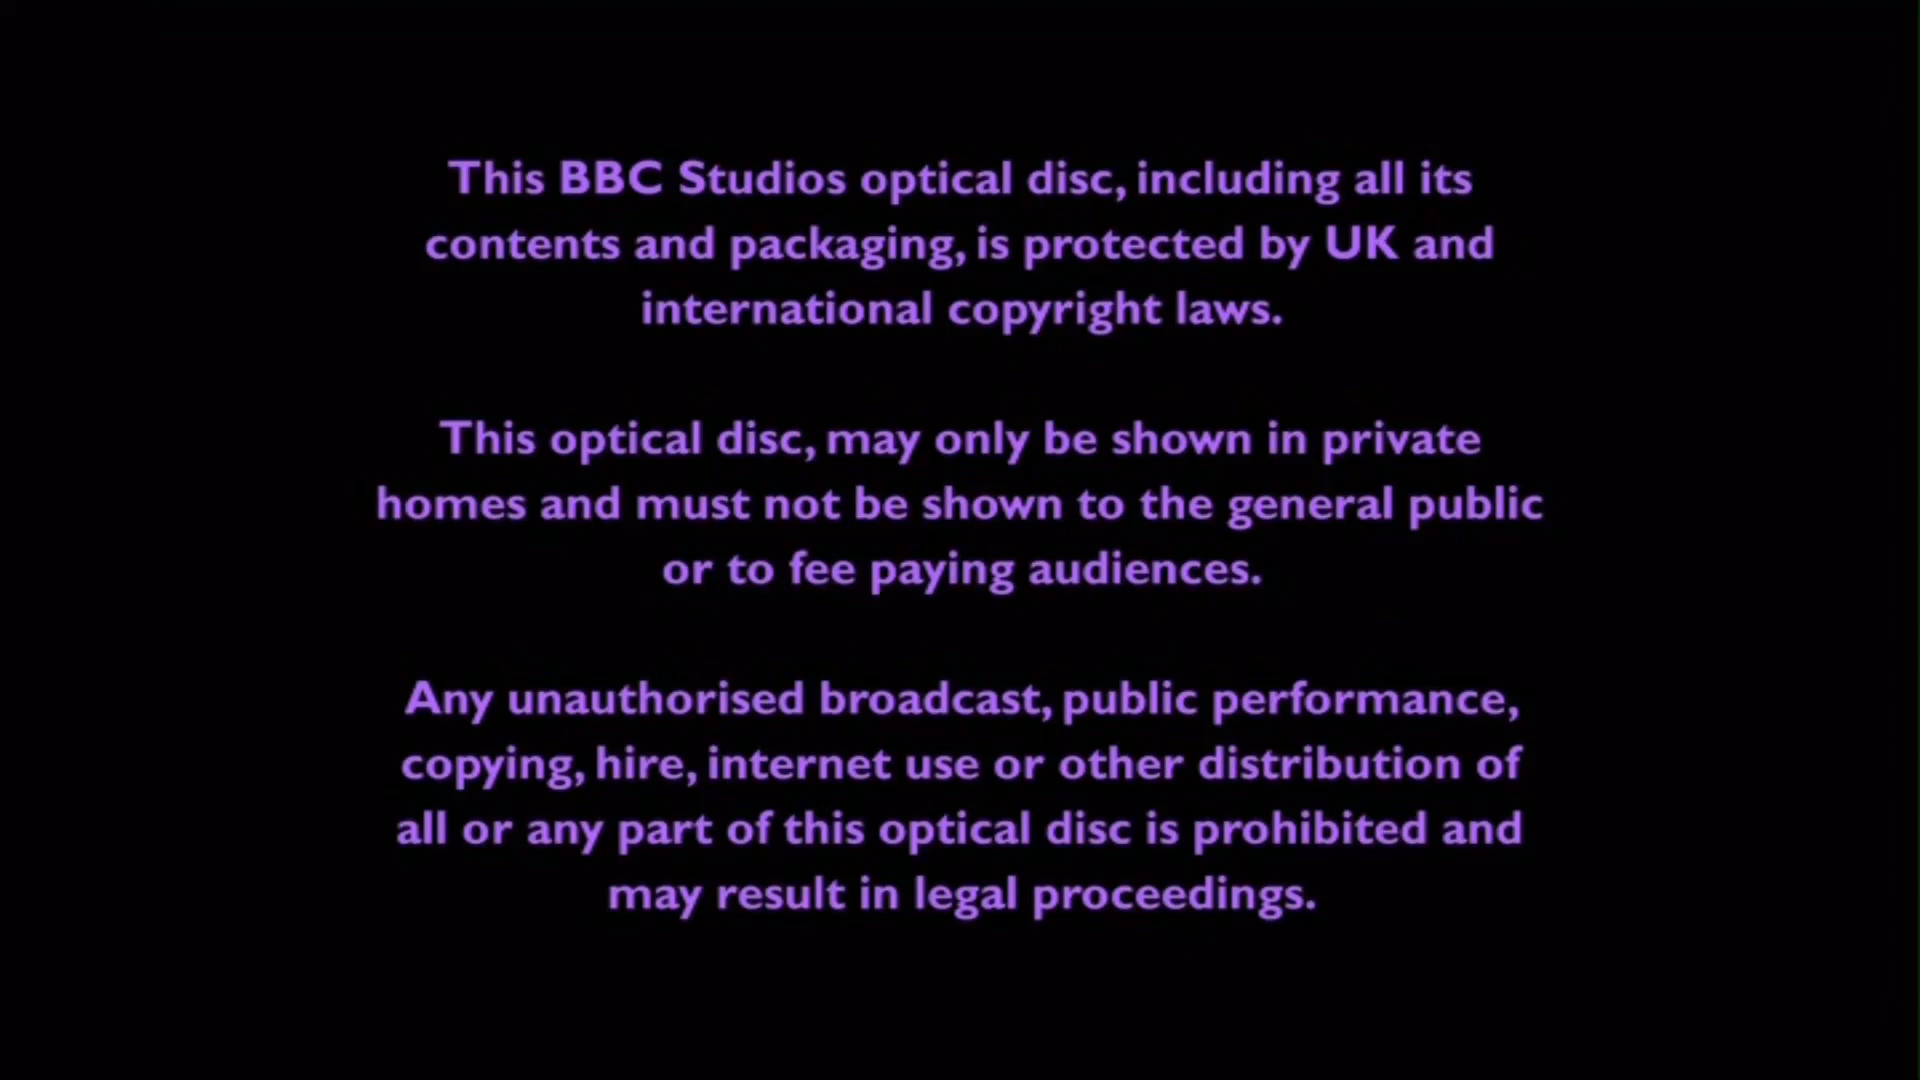 This BBC Studios optical disc, including all its
contents and packaging, is protected by UK and
international copyright laws.
This optical disc, may only be shown in private
homes and must not be shown to the general public
or to fee paying audiences.
Any unauthorised broadcast, public performance,
copying, hire, internet use or other distribution of
all or any part of this optical disc is prohibited and
may result in legal proceedings.